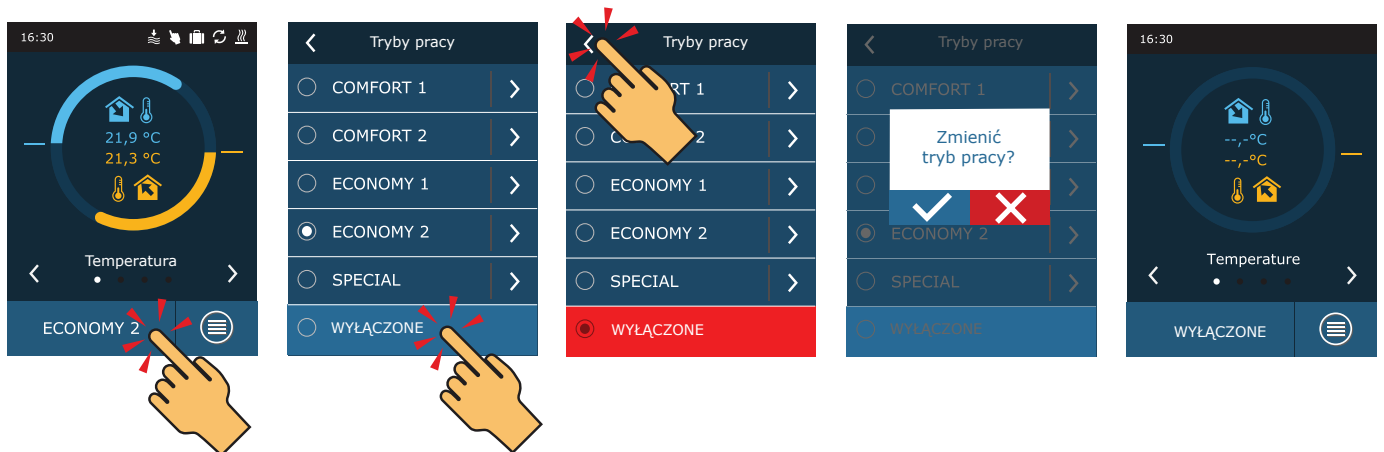 16:30
21,9 °C
21,3 °C
Temperatura
ECONOMY 2
Tryby pracy
COMFORT 1
COMFORT 2
ECONOMY 1
ECONOMY 2
SPECIAL
WYŁĄCZONE
Tryby pracy
RT 1
2
ECONOMY 1
ECONOMY 2
SPECIAL
WYŁĄCZONE
Tryby pracy
COMFORT 1
Zmienić
tryb pracy?
ECONOMY 2
SPECIAL
WYŁĄCZONE
16:30
--,-°C
--,-°C
Temperature
WYŁĄCZONE